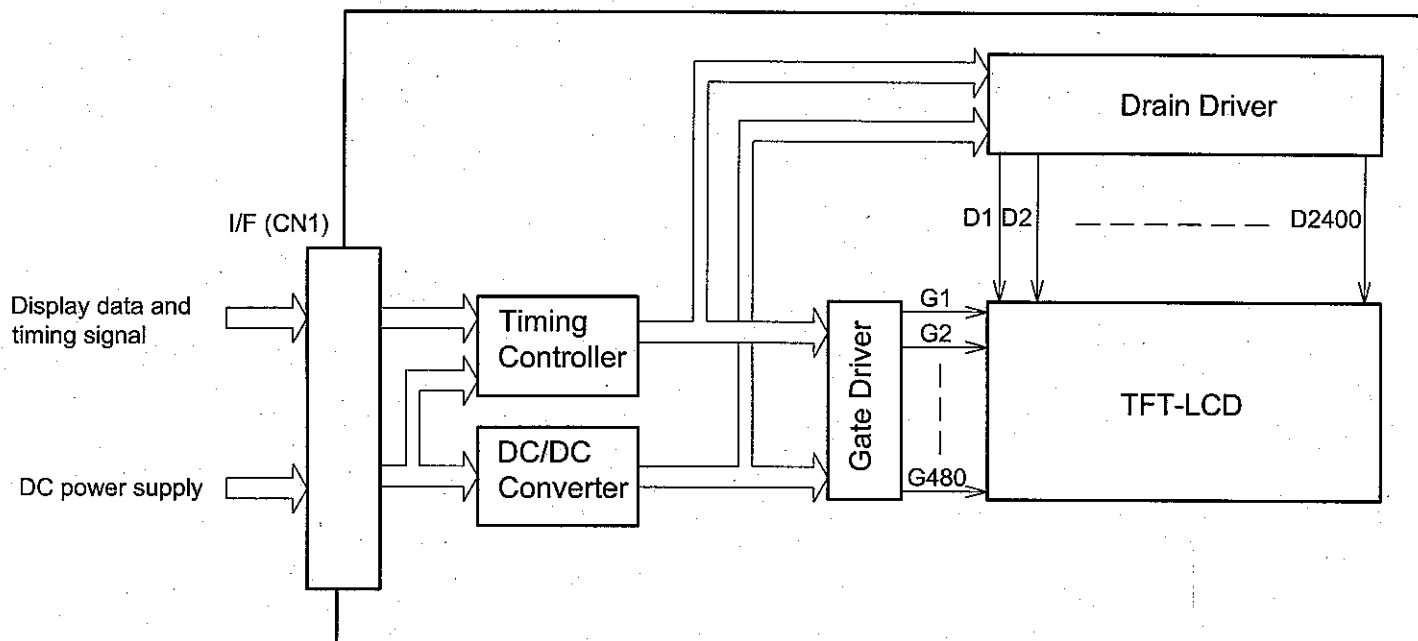 Drain Driver
I/F (CN1)
D1 D2
D2400
Display data and
timing signal
Timing
Controller
G1
G2
Gate Driver
TFT-LCD
DC/DC
Converter
DC power supply
G480